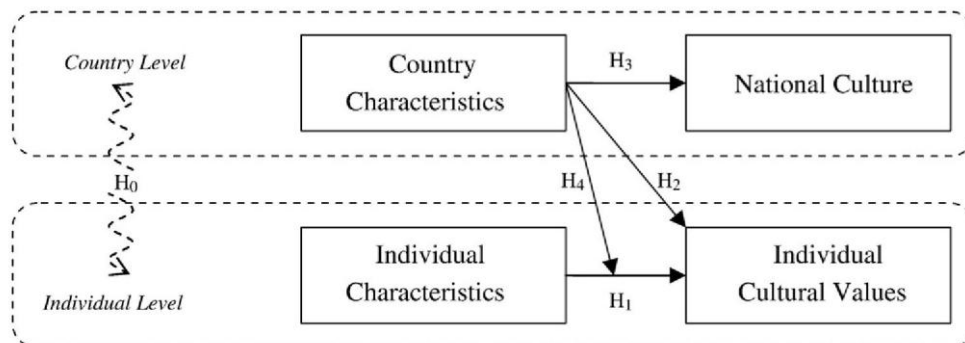 Country Level
Country
Characteristics
H₃
National Culture
H₀
H₄
H₂
Individual Level
Individual
Characteristics
H₁
Individual
Cultural Values